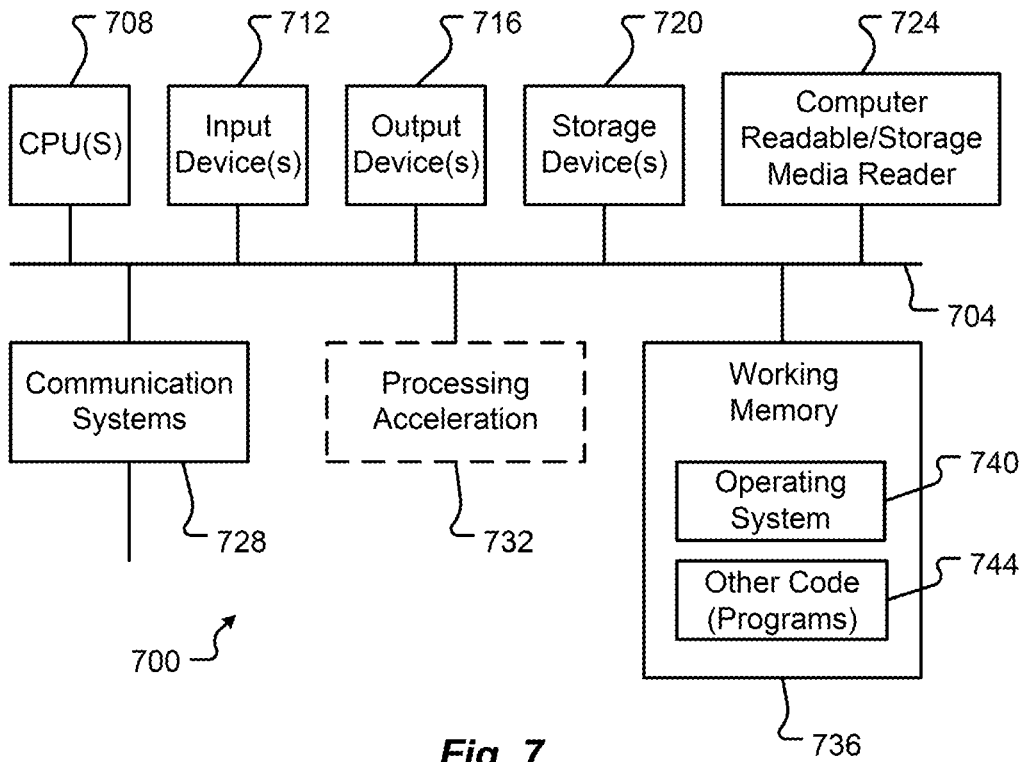 708
712
716
720
724
CPU(S)
Input
Device(s)
Output
Device(s)
Storage
Device(s)
Computer
Readable/Storage
Media Reader
704
Communication
Systems
Processing
Acceleration
Working
Memory
Operating
System
740
Other Code
(Programs)
744
728
732
700
736
Fig. 7